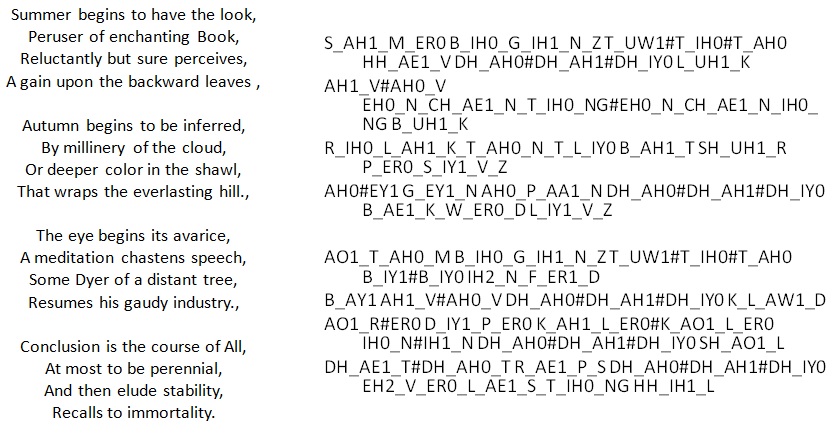 Summer begins to have the look,
Peruser of enchanting Book,
Reluctantly but sure perceives,
A gain upon the backward leaves ,
Autumn begins to be inferred,
By millinery of the cloud,
Or deeper color in the shawl,
That wraps the everlasting hill.,
The eye begins its avarice,
A meditation chastens speech,
Some Dyer of a distant tree,
Resumes his gaudy industry.,
Conclusion is the course of All,
At most to be perennial,
And then elude stability,
Recalls to immortality.
S_AH1_M_ER0 B_IH0_G_IH1_N_Z T_UW1#T_IH0#T_AH0
HH_AE1_V DH_AH0#DH_AH1#DH_IY0 L_UH1_K
AH1_V#AH0_V
EH0_N_CH_AE1_N_T_IH0_NG#EH0_N_CH_AE1_N_IH0_
NG B_UH1_K
R_IH0_L_AH1_K_T_AH0_N_T_L_IY0 B_AH1_T SH_UH1_R
P_ER0_S_IY1_V_Z
AH0#EY1 G_EY1_N AH0_P_AA1_N DH_AH0#DH_AH1#DH_IY0
B_AE1_K_W_ER0_D L_IY1_V_Z
AO1_T_AH0_M B_IH0_G_IH1_N_Z T_UW1#T_IH0#T_AH0
B_IY1#B_IY0 IH2_N_F_ER1_D
B_AY1 AH1_V#AH0_V DH_AH0#DH_AH1#DH_IY0 K_L_AW1_D
AO1_R#ER0 D_IY1_P_ER0 K_AH1_L_ER0#K_AO1_L_ER0
IH0_N#IH1_N DH_AH0#DH_AH1#DH_IY0 SH_AO1_L
DH_AE1_T#DH_AH0_T R_AE1_P_S DH_AH0#DH_AH1#DH_IY0
EH2_V_ER0_L_AE1_S_T_IH0_NG HH_IH1_L